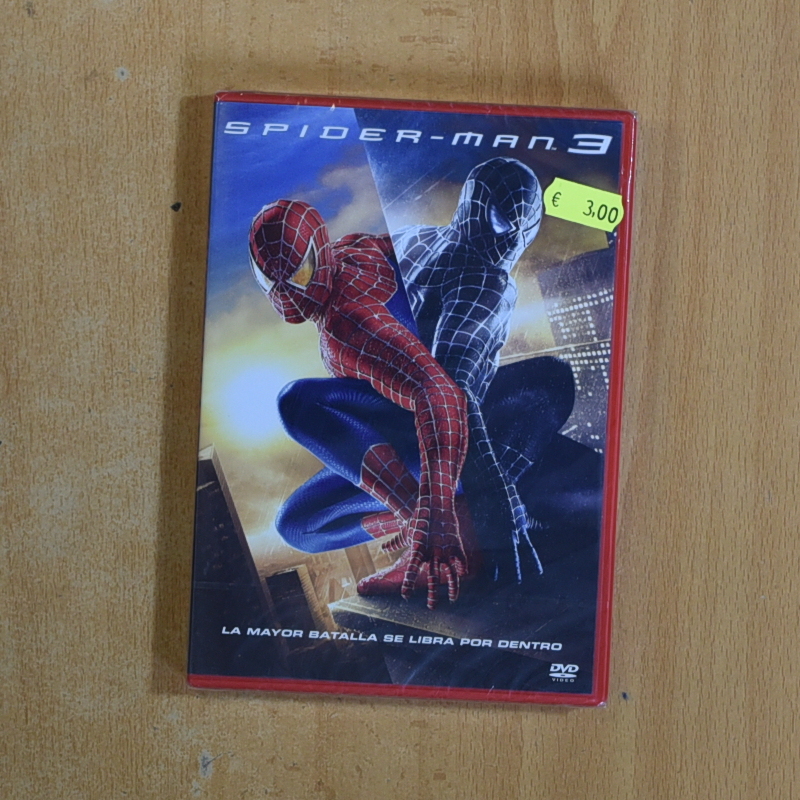 SPIDER-MAN 3
€ 3,00
LA MAYOR BATALLA SE LIBRA POR DENTRO
DVD
VIDEO